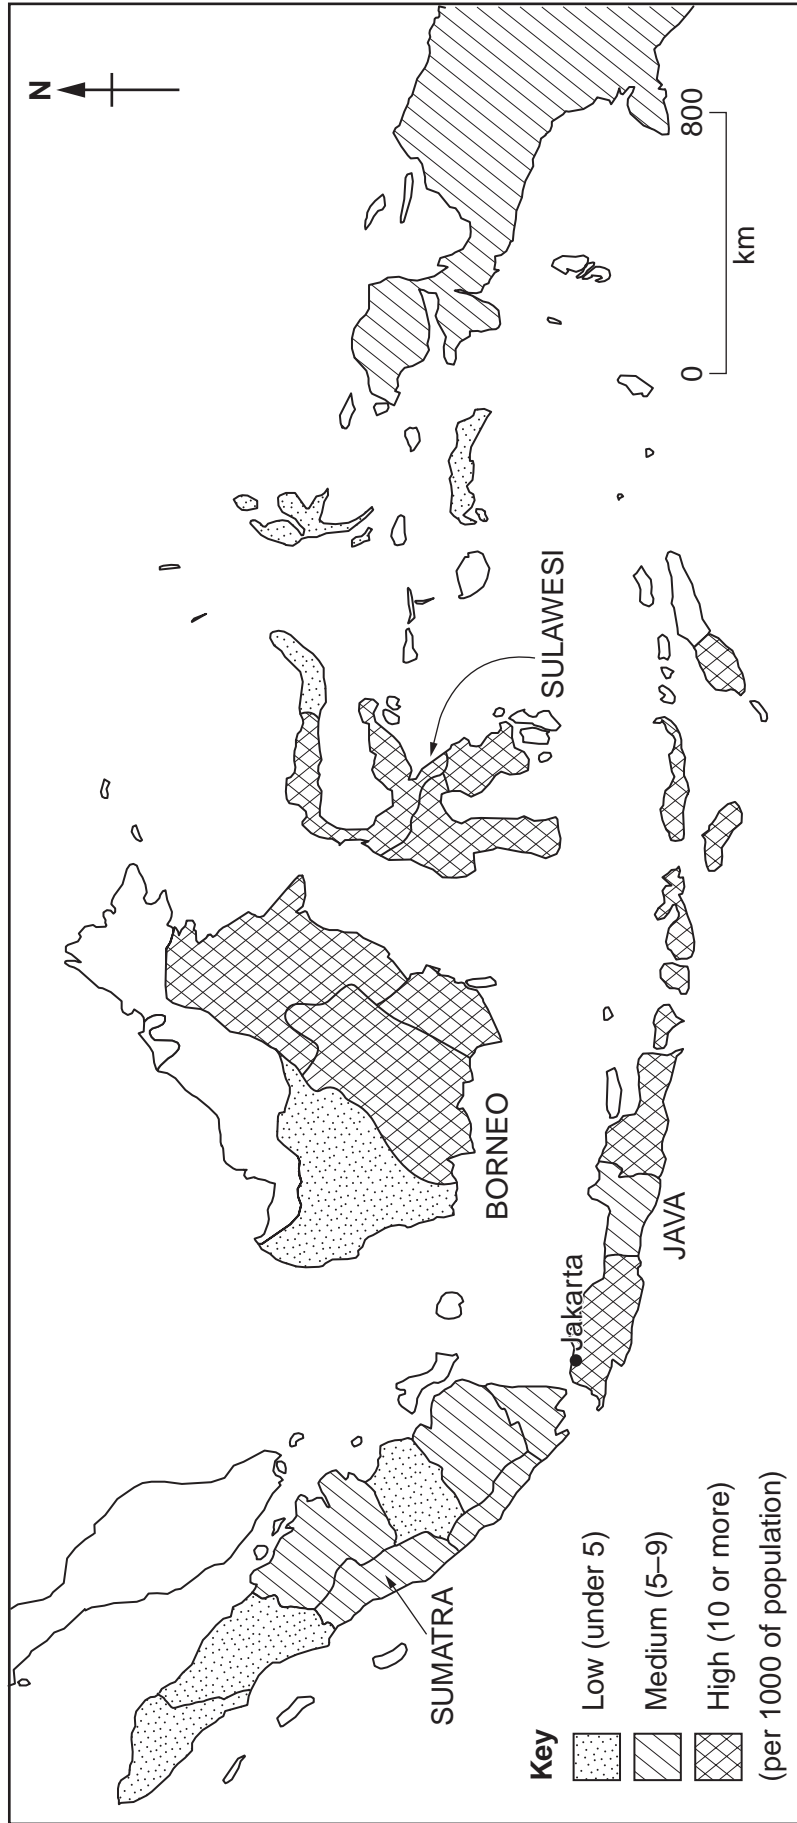 N
SULAWESI
BORNEO
Jakarta
JAVA
SUMATRA
0 800
km
Key
Low (under 5)
Medium (5–9)
High (10 or more)
(per 1000 of population)